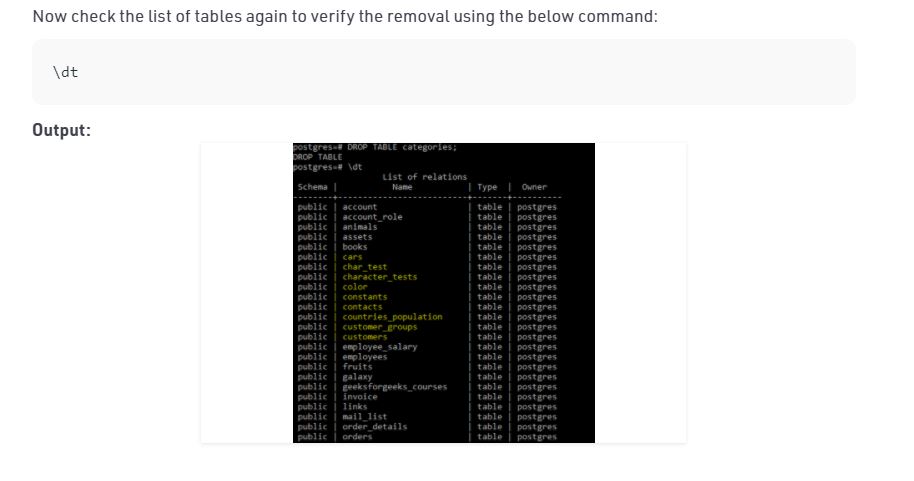 Now check the list of tables again to verify the removal using the below command:
\dt
Output:
postgres=# DROP TABLE categories;
DROP TABLE
postgres=# \dt
List of relations
Schema | Name | Type | Owner
--------+----------------------+-------+----------
public | account | table | postgres
public | account_role | table | postgres
public | animals | table | postgres
public | assets | table | postgres
public | books | table | postgres
public | cars | table | postgres
public | char_test | table | postgres
public | character_tests | table | postgres
public | color | table | postgres
public | constants | table | postgres
public | contacts | table | postgres
public | countries_population | table | postgres
public | customer_groups | table | postgres
public | customers | table | postgres
public | employee_salary | table | postgres
public | employees | table | postgres
public | fruits | table | postgres
public | galaxy | table | postgres
public | geeksforgeeks_courses | table | postgres
public | invoice | table | postgres
public | links | table | postgres
public | mail_list | table | postgres
public | order_details | table | postgres
public | orders | table | postgres